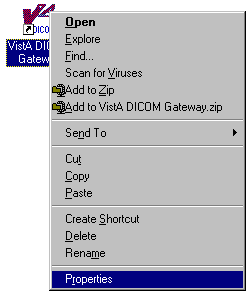 DICO
VistA DIC
Gatew
Open
Explore
Find...
Scan for Viruses
Add to Zip
Add to VistA DICOM Gateway.zip
Send To
Cut
Copy
Paste
Create Shortcut
Delete
Rename
Properties